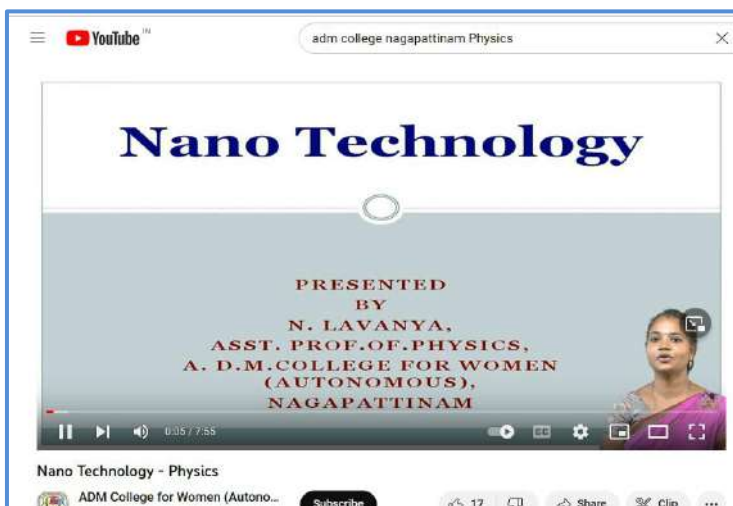 YouTube IN
adm college nagapattinam Physics
Nano Technology
PRESENTED
BY
N. LAVANYA,
ASST. PROF.OF.PHYSICS,
A. D.M.COLLEGE FOR WOMEN
(AUTONOMOUS),
NAGAPATTINAM
0:05 / 7:55
CC
Nano Technology - Physics
ADM College for Women (Autono...
Subscribe
17
Share
Clip
...